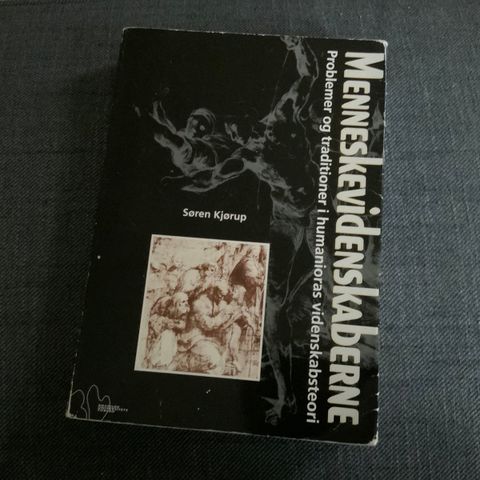 MENNESKEVIDENSKABERNE
Problemer og traditioner i humanioras videnskabsteori
Søren Kjørup